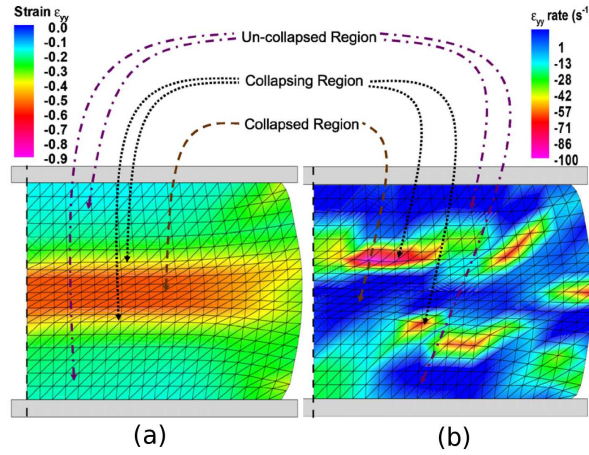 Strain εyy
0.0
-0.1
-0.2
-0.3
-0.4
-0.5
-0.6
-0.7
-0.8
-0.9
Un-collapsed Region
Collapsing Region
Collapsed Region
εyy rate (s-1
1
-13
-28
-42
-57
-71
-86
-100
(a)
(b)